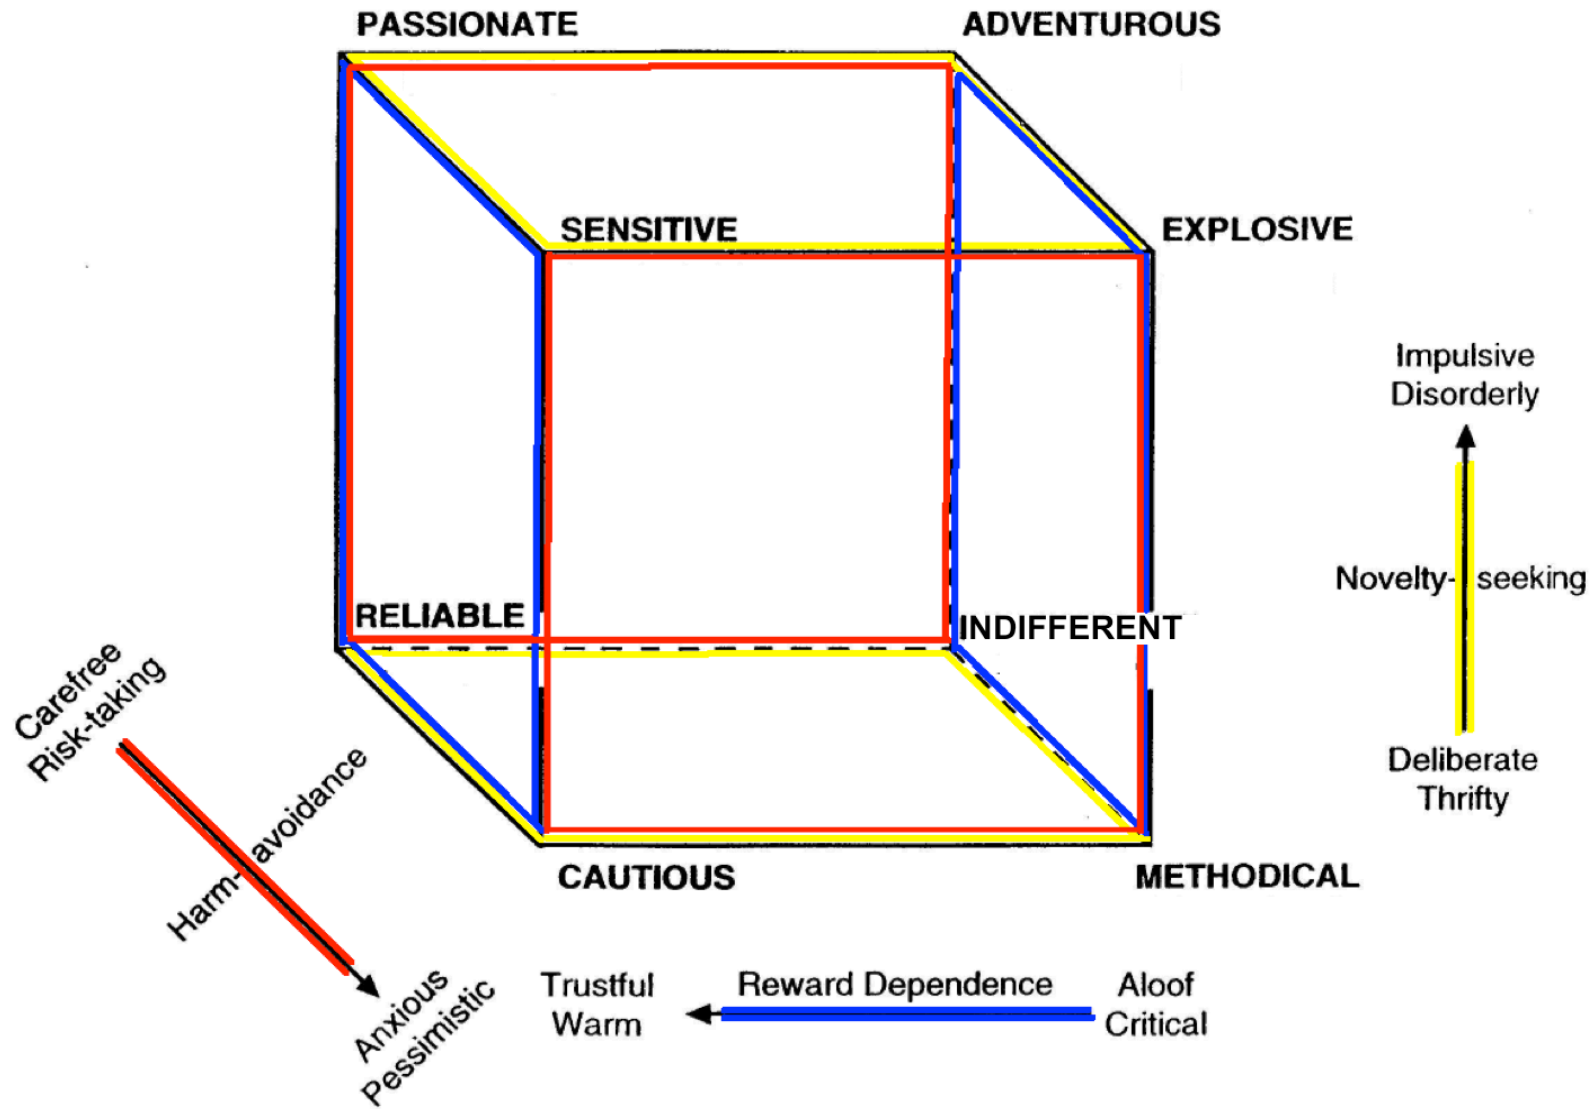 PASSIONATE
ADVENTUROUS
SENSITIVE
EXPLOSIVE
Impulsive
Disorderly
Novelty-seeking
RELIABLE
INDIFFERENT
Carefree
Risk-taking
Harm-avoidance
Deliberate
Thrifty
CAUTIOUS
METHODICAL
Anxious
Pessimistic
Trustful
Warm
Reward Dependence
Aloof
Critical